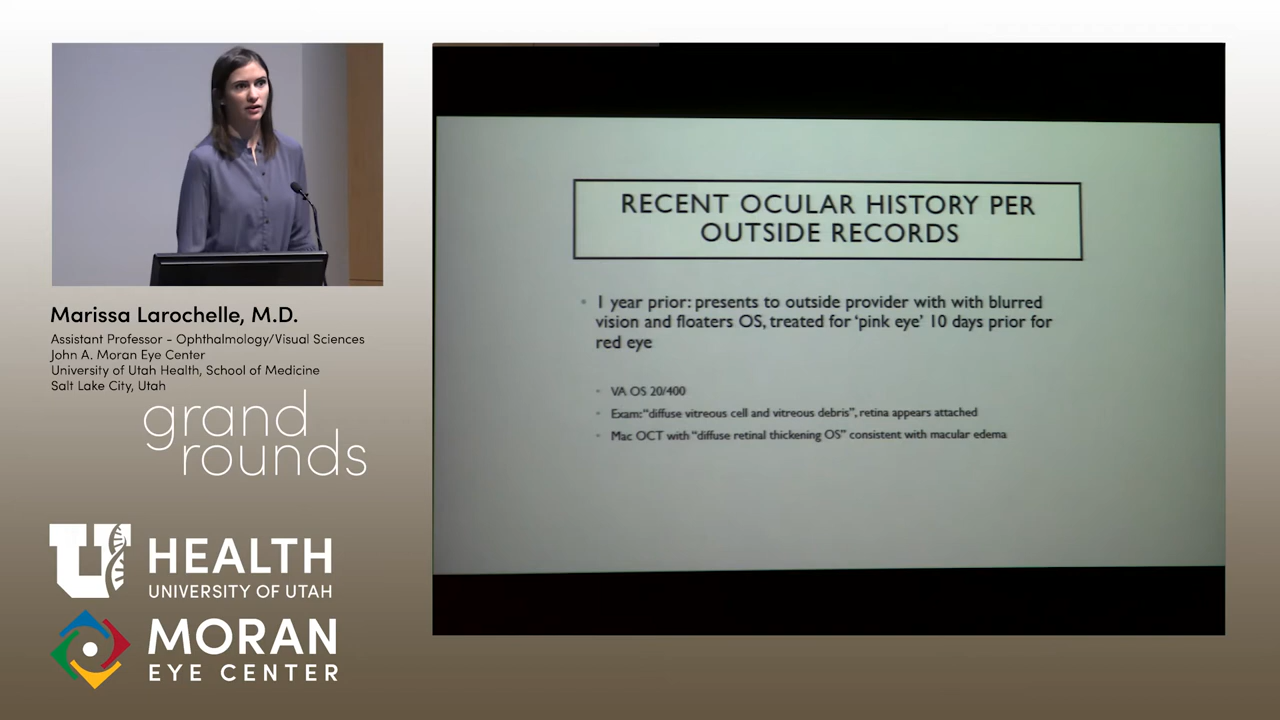 Marissa Larochelle, M.D.
Assistant Professor - Ophthalmology/Visual Sciences
John A. Moran Eye Center
University of Utah Health, School of Medicine
Salt Lake City, Utah
grand
rounds
U HEALTH
UNIVERSITY OF UTAH
MORAN
EYE CENTER
RECENT OCULAR HISTORY PER
OUTSIDE RECORDS
• 1 year prior: presents to outside provider with with blurred
vision and floaters OS, treated for ‘pink eye’ 10 days prior for
red eye
• VA OS 20/400
• Exam: “diffuse vitreous cell and vitreous debris”, retina appears attached
• Mac OCT with “diffuse retinal thickening OS” consistent with macular edema